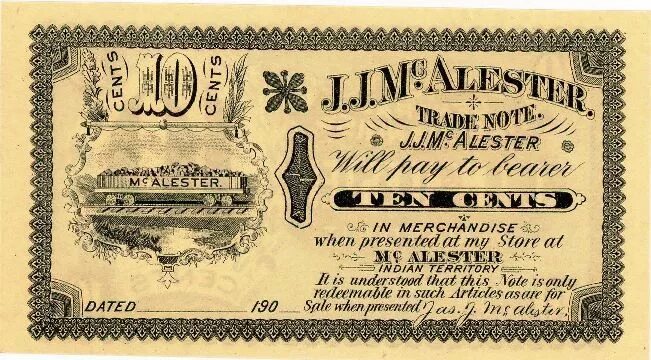 CENTS 10 CENTS
J.J. McALESTER.
TRADE NOTE.
J.J. McALESTER
Will pay to bearer
McALESTER.
TEN CENTS
IN MERCHANDISE
when presented at my Store at
McALESTER
INDIAN TERRITORY
It is understood that this Note is only
redeemable in such Articles as are for
DATED 190 Sale when presented Jas. J. McAlester.